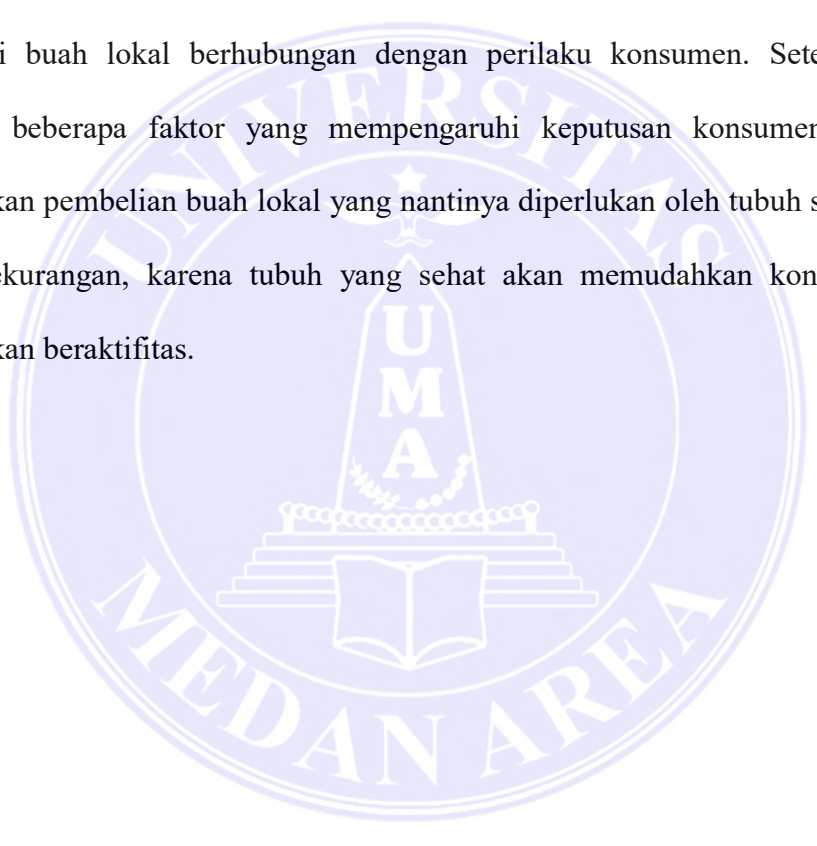 i buah lokal berhubungan dengan perilaku konsumen. Sete
beberapa faktor yang mempengaruhi keputusan konsumen
kan pembelian buah lokal yang nantinya diperlukan oleh tubuh s
ekurangan, karena tubuh yang sehat akan memudahkan kon
kan beraktifitas.
UNIVERSITAS
U
M
A
MEDAN AREA